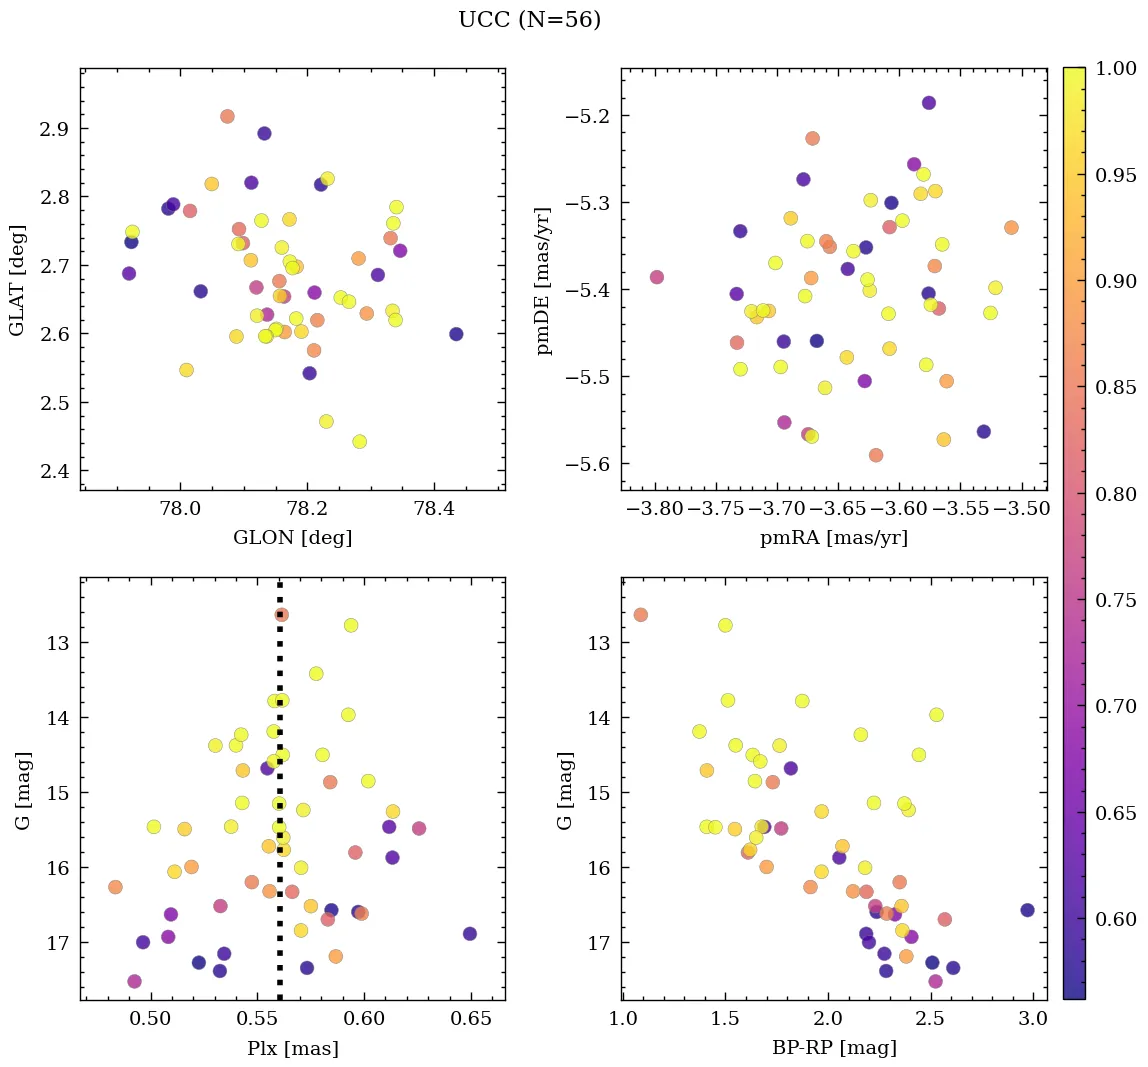 UCC (N=56)
2.9
2.8
2.7
2.6
2.5
2.4
GLAT [deg]
78.0 78.2 78.4
GLON [deg]
−5.2
−5.3
−5.4
−5.5
−5.6
pmDE [mas/yr]
−3.80 −3.75 −3.70 −3.65 −3.60 −3.55 −3.50
pmRA [mas/yr]
13
14
15
16
17
G [mag]
0.50 0.55 0.60 0.65
Plx [mas]
13
14
15
16
17
G [mag]
1.0 1.5 2.0 2.5 3.0
BP-RP [mag]
1.00
0.95
0.90
0.85
0.80
0.75
0.70
0.65
0.60